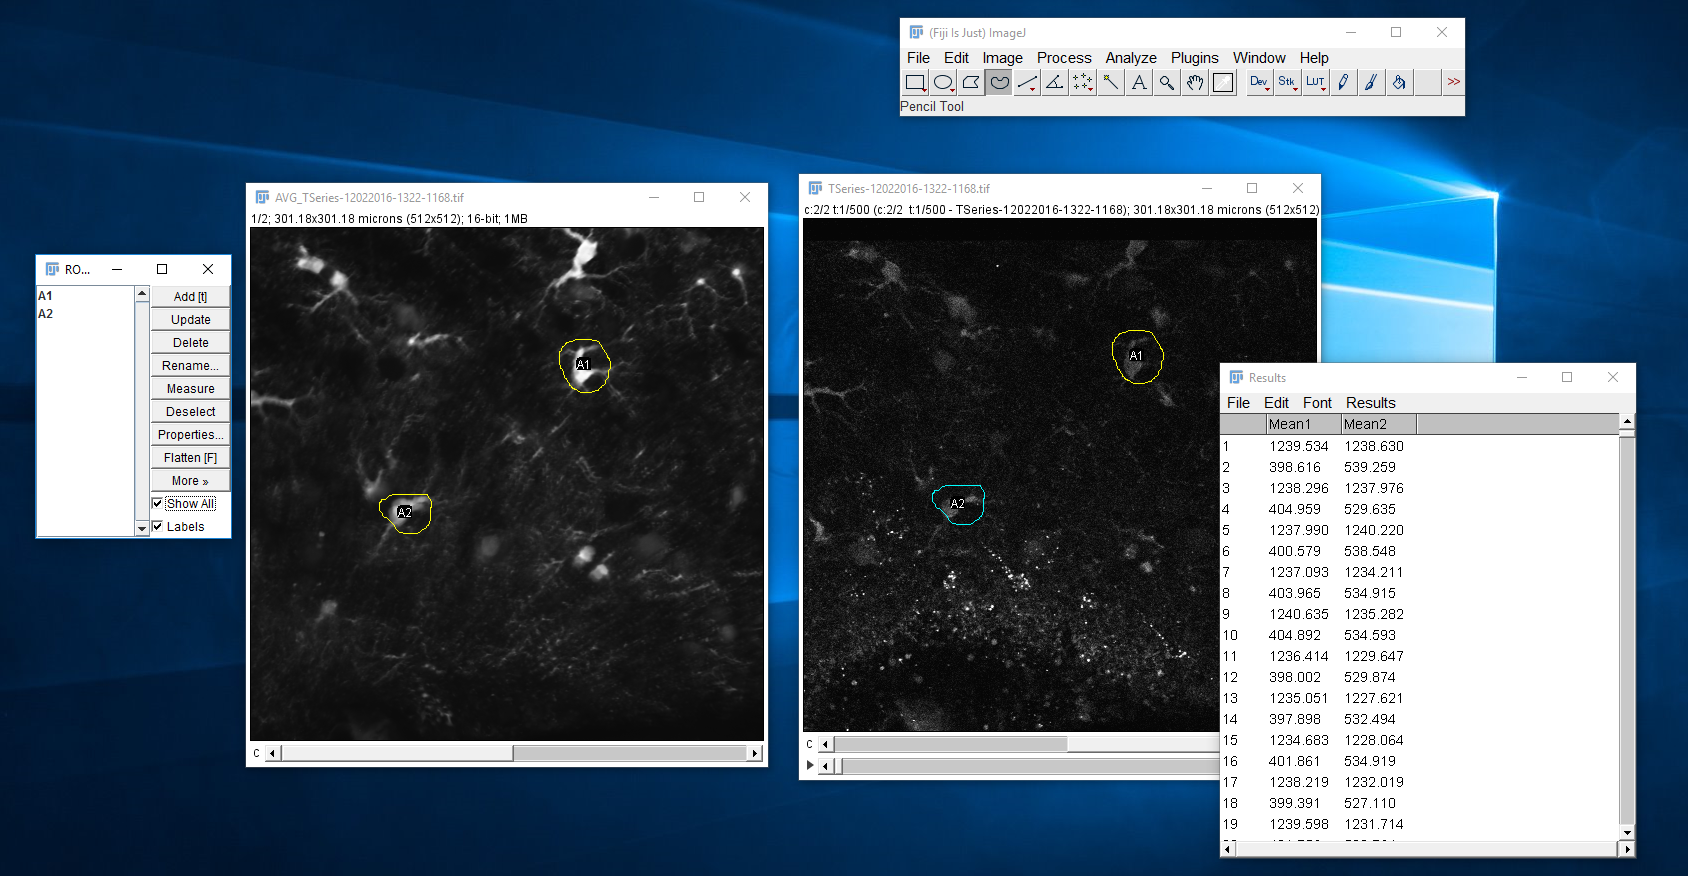 (Fiji Is Just) ImageJ
File Edit Image Process Analyze Plugins Window Help
A Dev Stk LUT >>
Pencil Tool
AVG_TSeries-12022016-1322-1168.tif
1/2; 301.18x301.18 microns (512x512); 16-bit; 1MB
A1
A2
c
TSeries-12022016-1322-1168.tif
c:2/2 t:1/500 (c:2/2 t:1/500 - TSeries-12022016-1322-1168); 301.18x301.18 microns (512x512)
A1
A2
c
RO...
A1
A2
Add [t]
Update
Delete
Rename...
Measure
Deselect
Properties...
Flatten [F]
More »
Show All
Labels
Results
File Edit Font Results
Mean1 Mean2
1 1239.534 1238.630
2 398.616 539.259
3 1238.296 1237.976
4 404.959 529.635
5 1237.990 1240.220
6 400.579 538.548
7 1237.093 1234.211
8 403.965 534.915
9 1240.635 1235.282
10 404.892 534.593
11 1236.414 1229.647
12 398.002 529.874
13 1235.051 1227.621
14 397.898 532.494
15 1234.683 1228.064
16 401.861 534.919
17 1238.219 1232.019
18 399.391 527.110
19 1239.598 1231.714